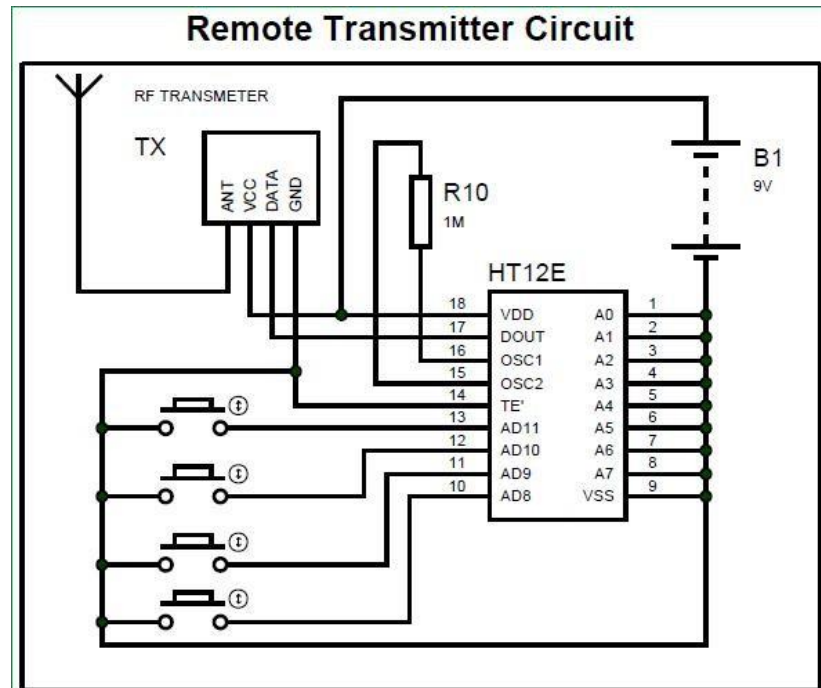 Remote Transmitter Circuit
RF TRANSMETER
TX
ANT
VCC
DATA
GND
R10
1M
B1
9V
HT12E
18 VDD A0 1
17 DOUT A1 2
16 OSC1 A2 3
15 OSC2 A3 4
14 TE' A4 5
13 AD11 A5 6
12 AD10 A6 7
11 AD9 A7 8
10 AD8 VSS 9